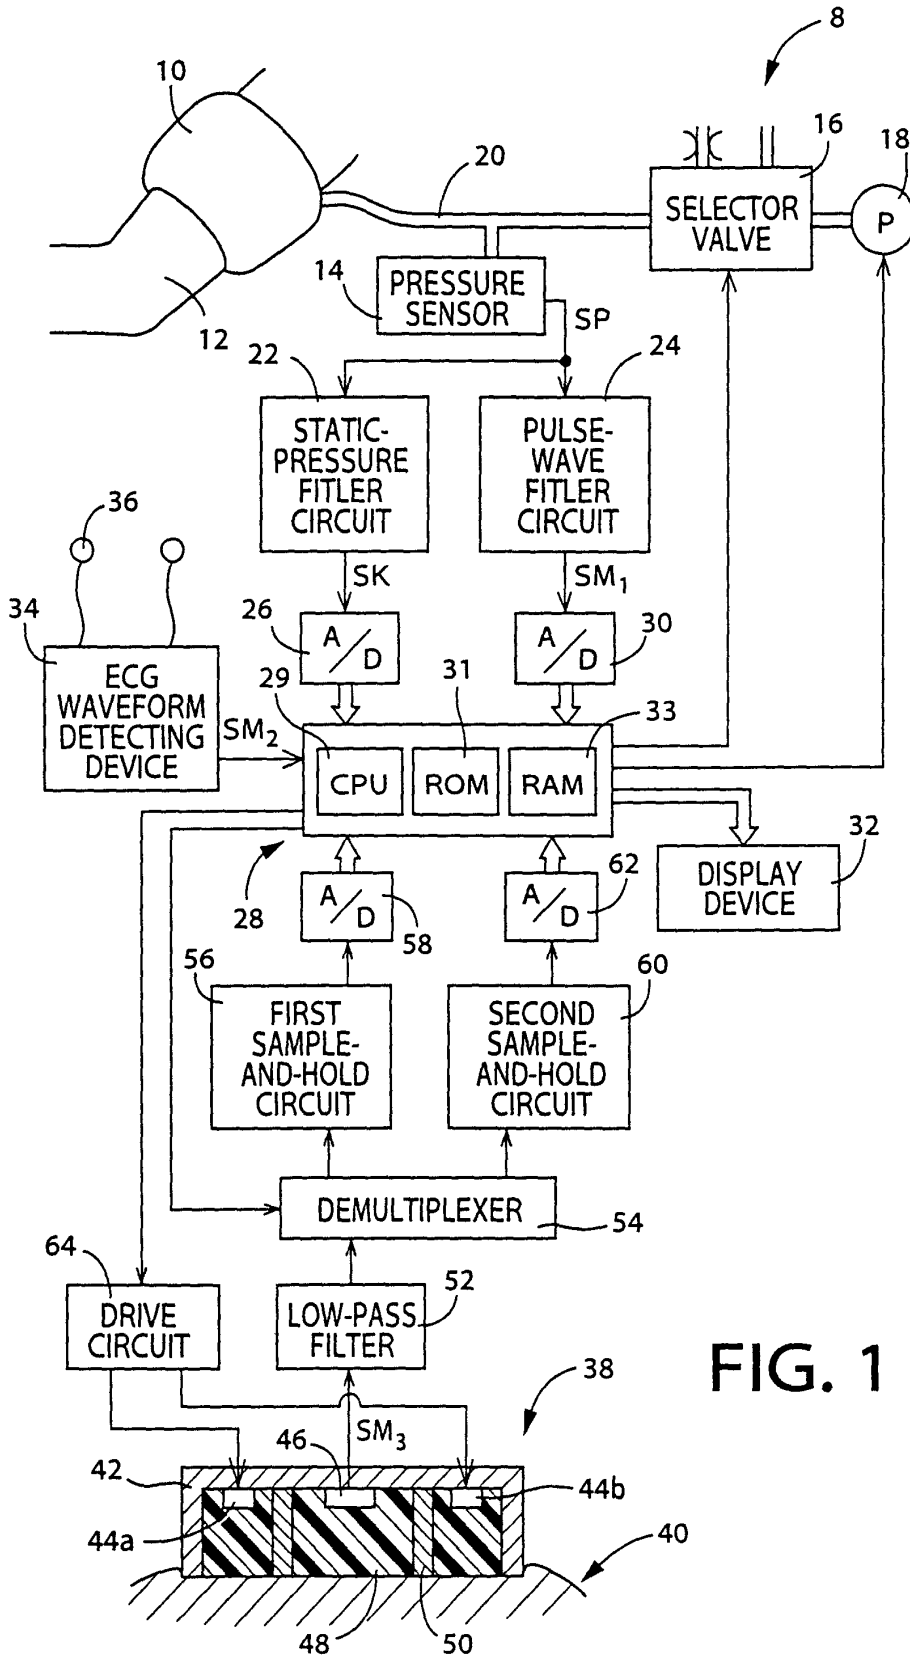 8
10
16
18
20
SELECTOR
VALVE
P
PRESSURE
SENSOR
14
SP
12
22
24
STATIC-
PRESSURE
FITLER
CIRCUIT
PULSE-
WAVE
FITLER
CIRCUIT
36
SK
SM1
34
26
A/D
A/D
30
ECG
WAVEFORM
DETECTING
DEVICE
29
31
33
SM2
CPU
ROM
RAM
32
28
A/D
58
A/D
62
DISPLAY
DEVICE
56
60
FIRST
SAMPLE-
AND-HOLD
CIRCUIT
SECOND
SAMPLE-
AND-HOLD
CIRCUIT
DEMULTIPLEXER
54
64
52
DRIVE
CIRCUIT
LOW-PASS
FILTER
FIG. 1
38
SM3
46
42
44a
44b
40
48
50